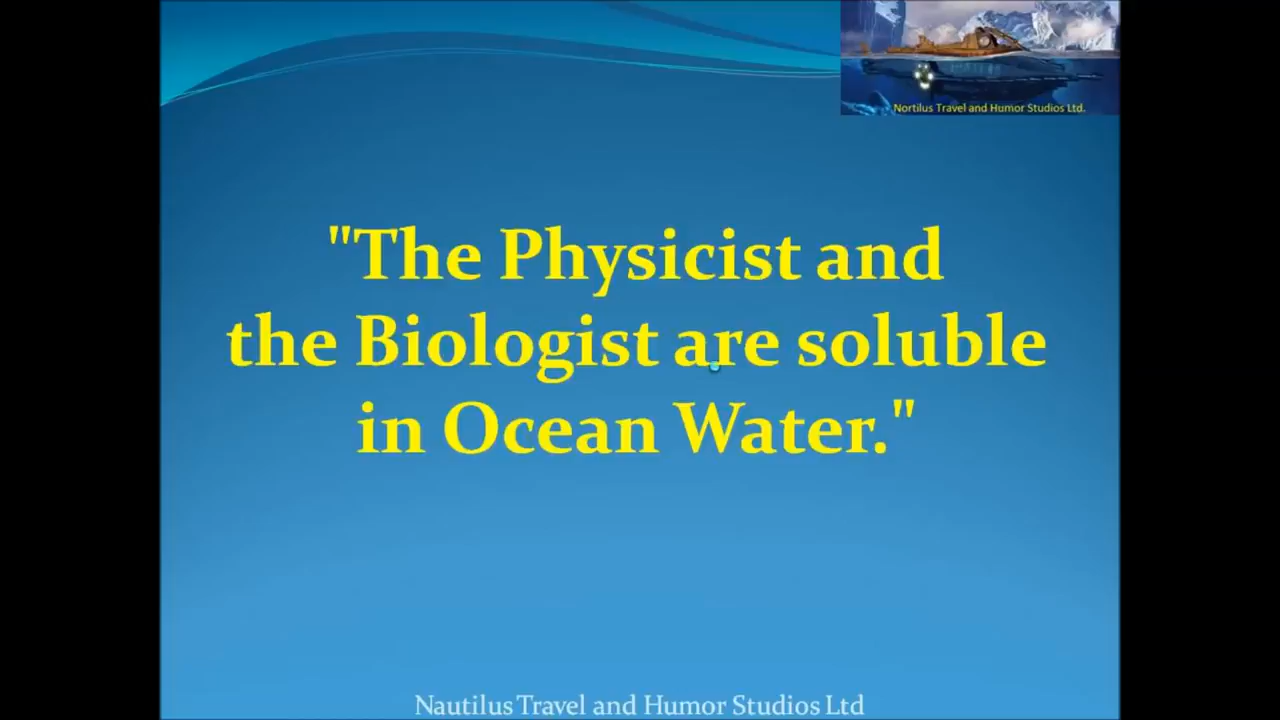 Nortilus Travel and Humor Studios Ltd.
"The Physicist and
the Biologist are soluble
in Ocean Water."
Nautilus Travel and Humor Studios Ltd